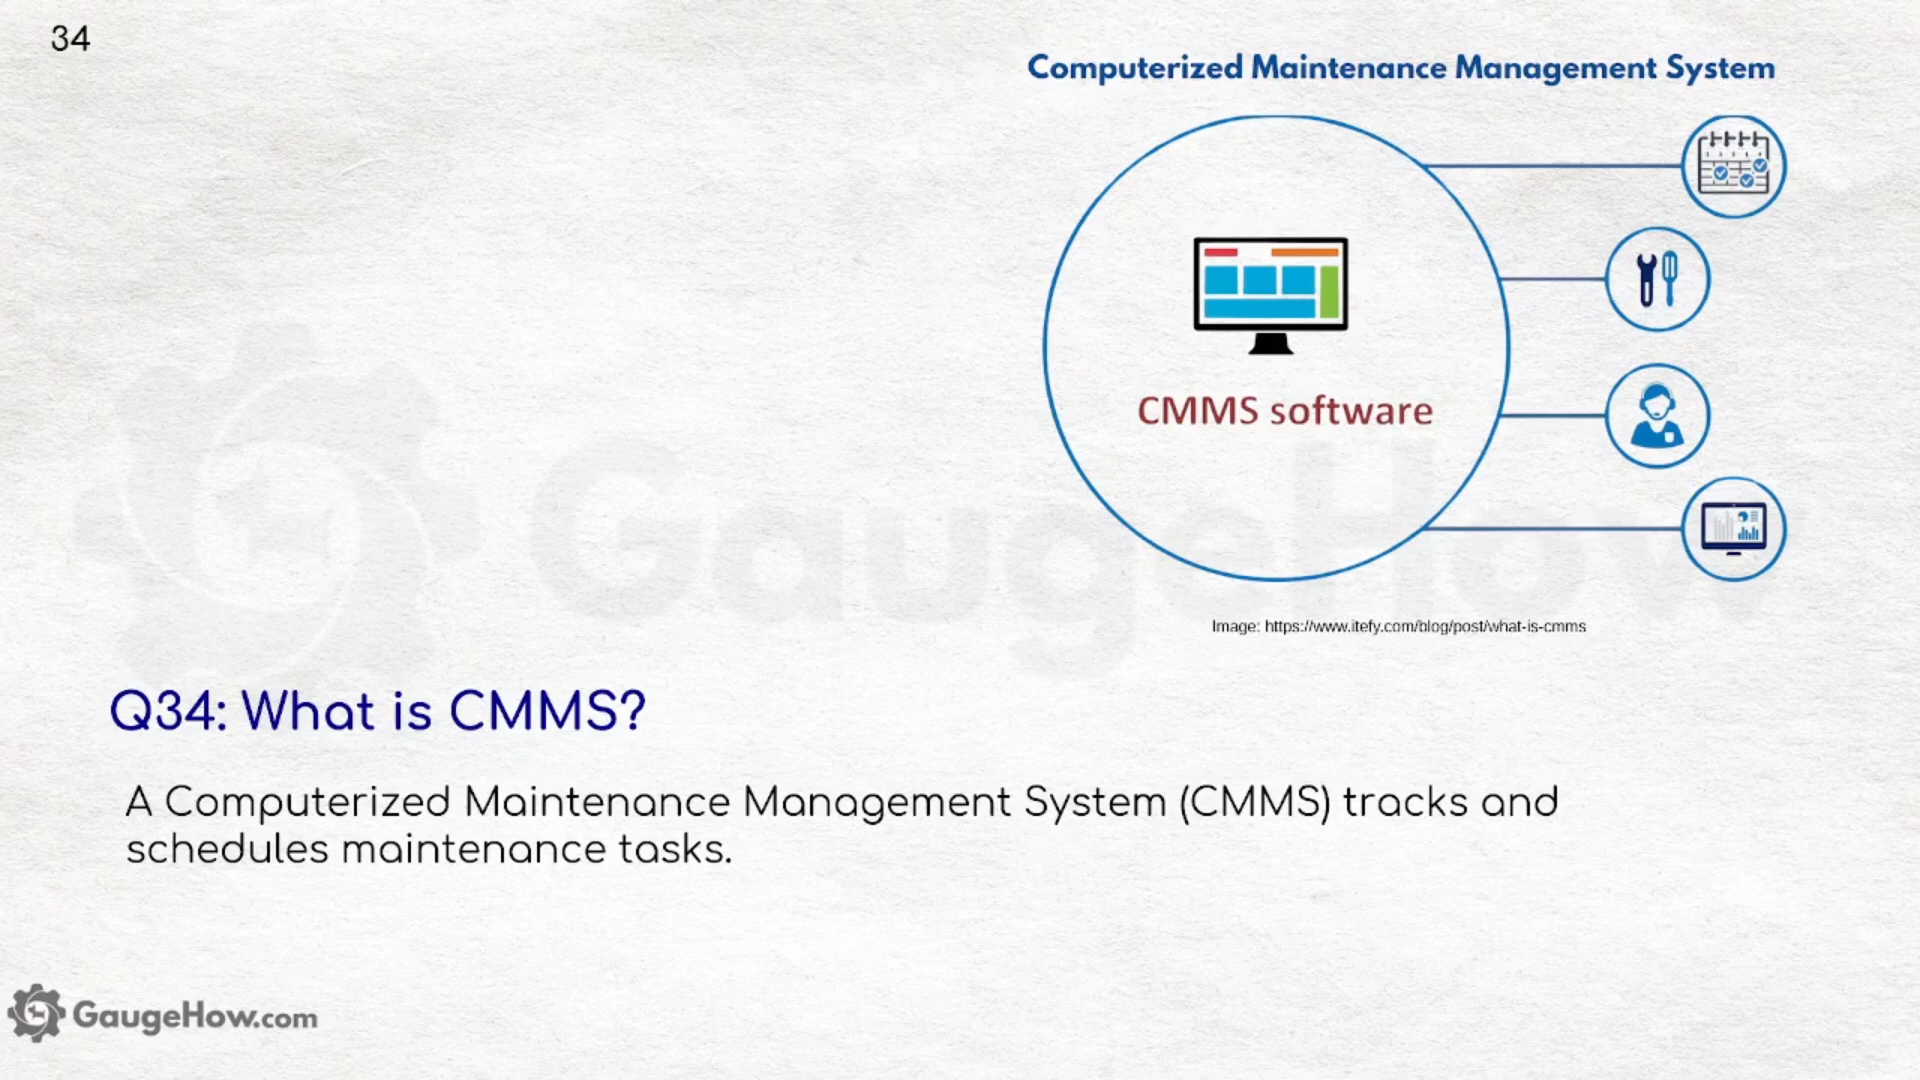 34
Computerized Maintenance Management System
CMMS software
Image: https://www.itefy.com/blog/post/what-is-cmms
GaugeHow
Q34: What is CMMS?
A Computerized Maintenance Management System (CMMS) tracks and
schedules maintenance tasks.
GaugeHow.com